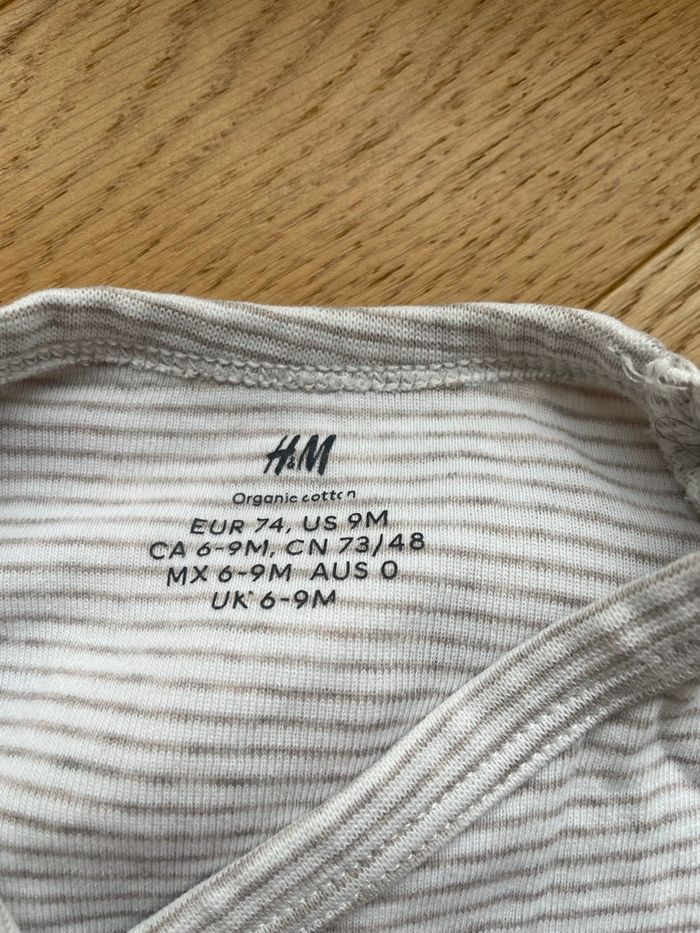 H&M
Organic cotton
EUR 74, US 9M
CA 6-9M, CN 73/48
MX 6-9M AUS 0
UK 6-9M